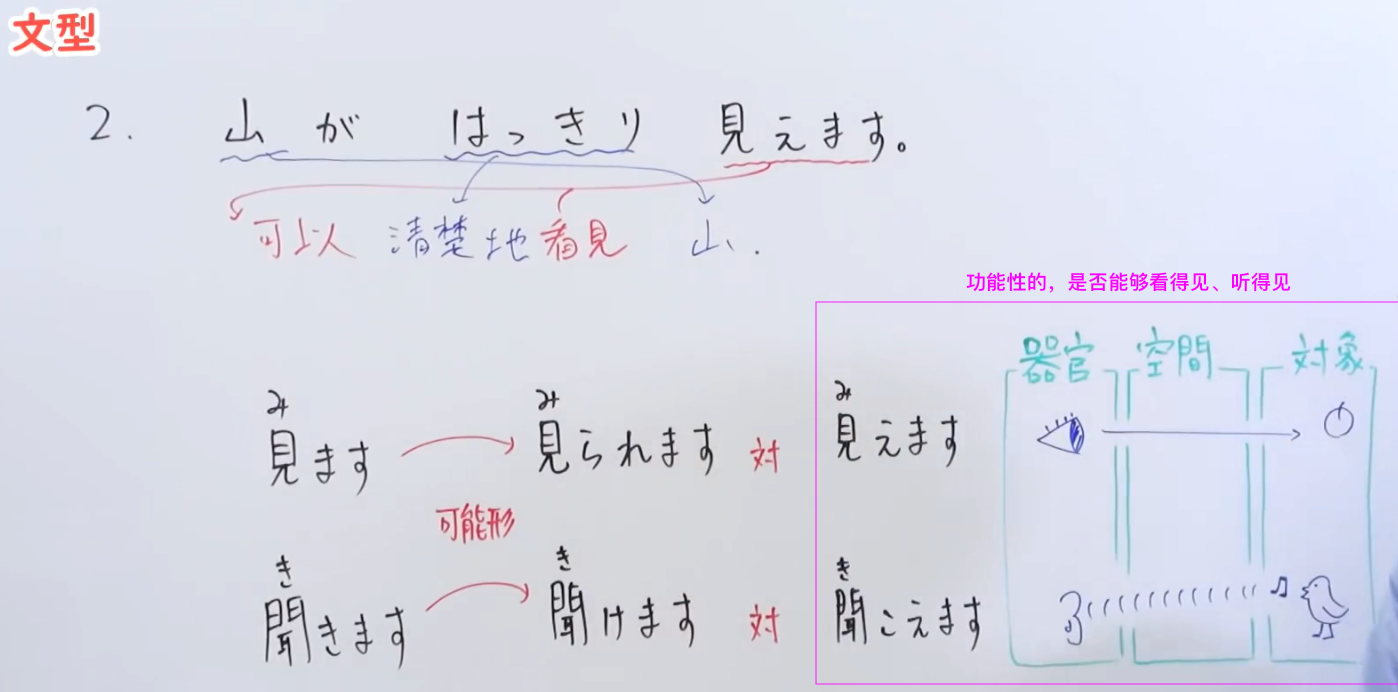 文型
2. 山が はっきり 見えます。
可以 清楚地看見 山.
功能性的，是否能够看得见、听得见
器官 空間 対象
み み み
見ます 見られます 対 見えます
可能形
き き き
聞きます 聞けます 対 聞こえます